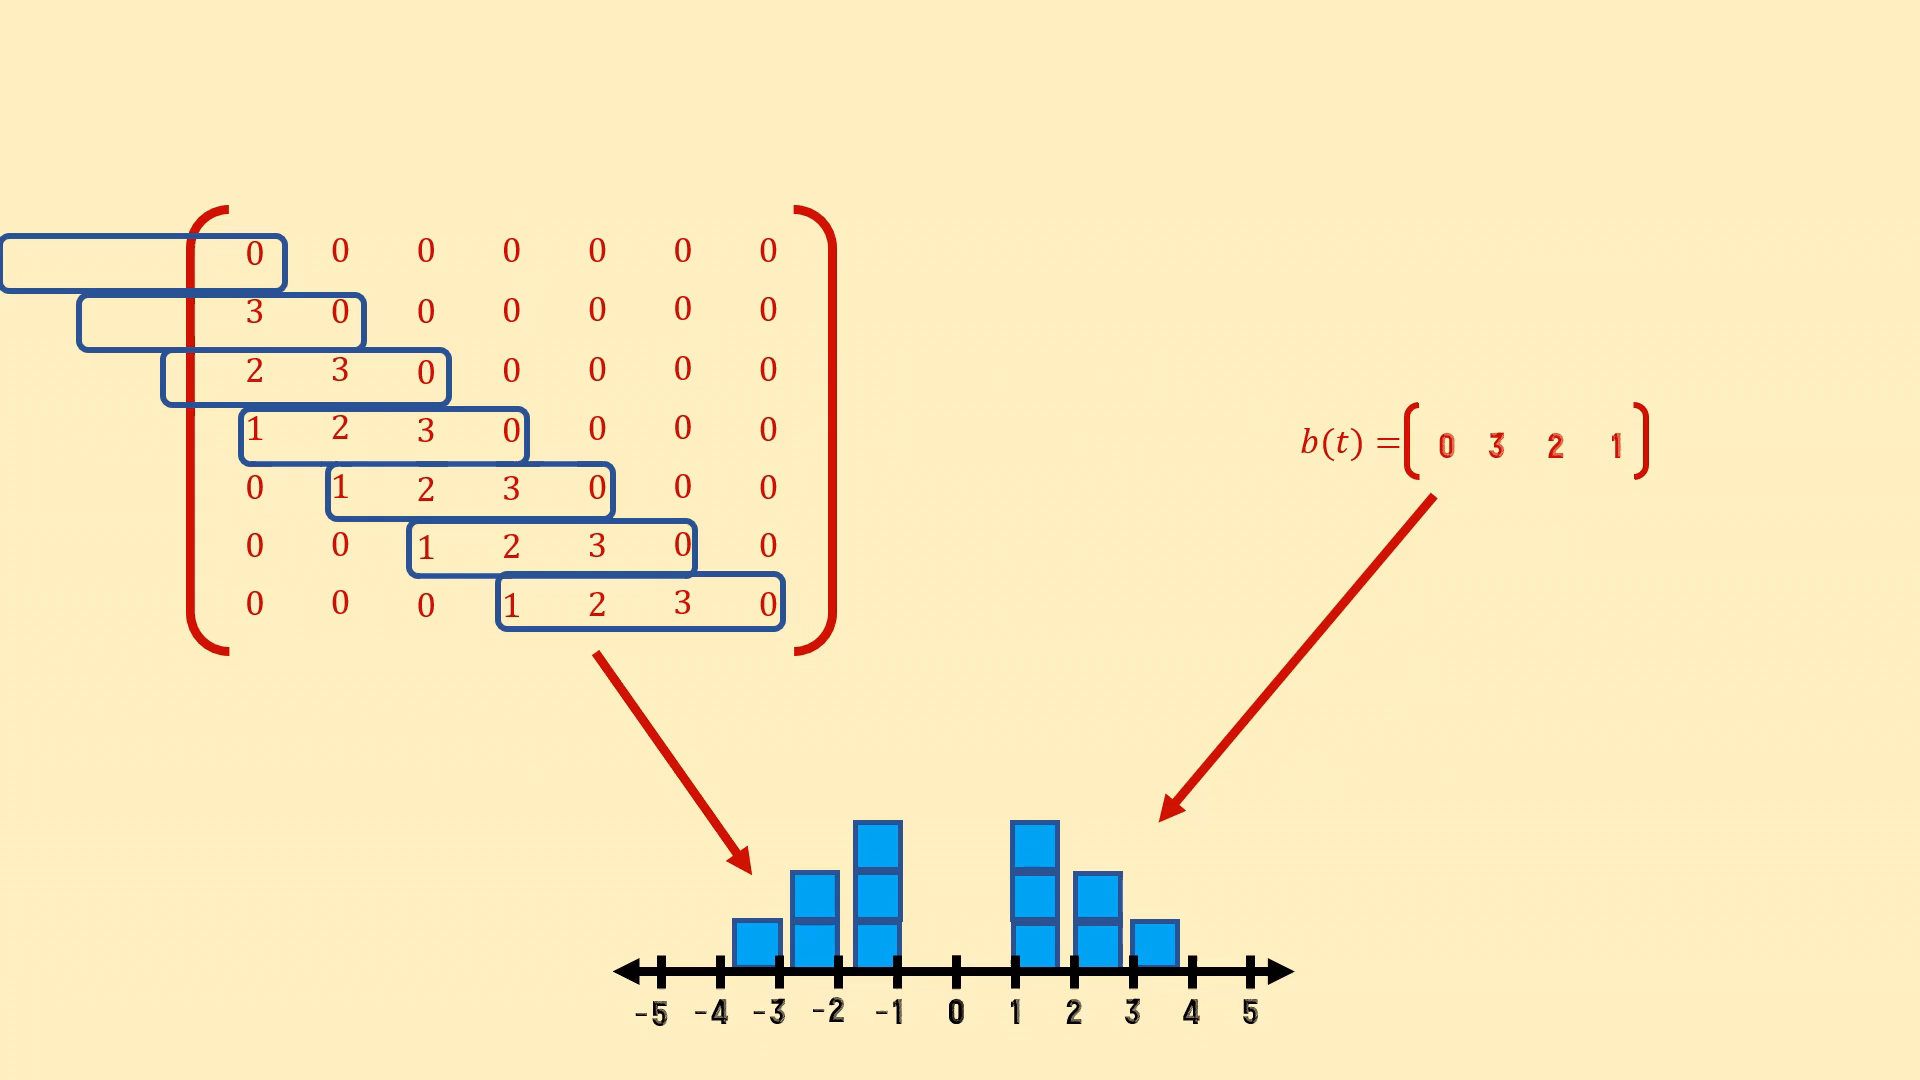 0 0 0 0 0 0 0
3 0 0 0 0 0 0
2 3 0 0 0 0 0
1 2 3 0 0 0 0
0 1 2 3 0 0 0
0 0 1 2 3 0 0
0 0 0 1 2 3 0
b(t) = 0 3 2 1
-5 -4 -3 -2 -1 0 1 2 3 4 5